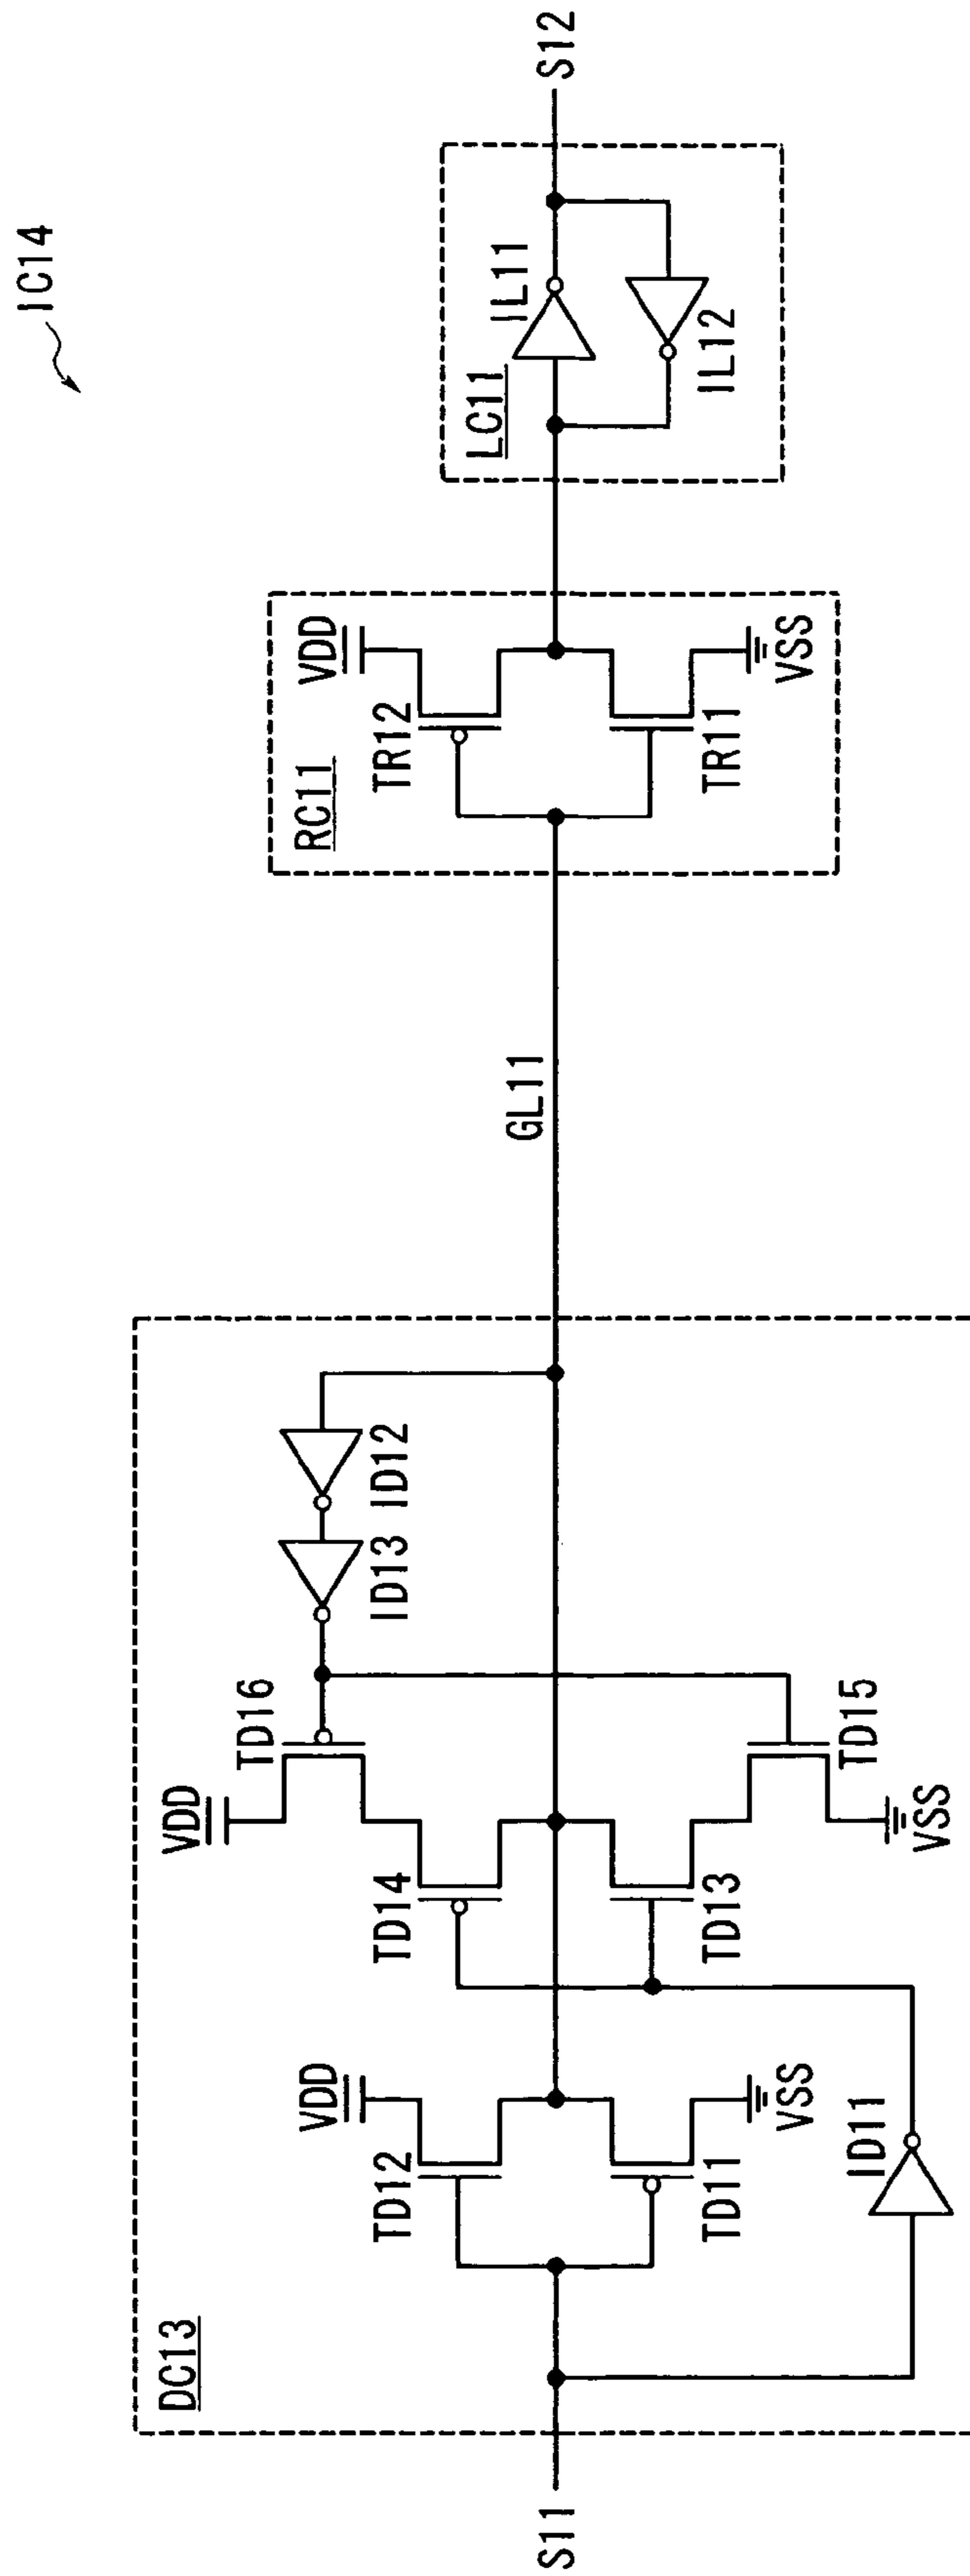 IC14
DC13
S11
VDD
TD12
TD11
VSS
ID11
VDD
TD16
TD14
TD13
TD15
VSS
ID13
ID12
GL11
RC11
VDD
TR12
TR11
VSS
LC11
IL11
IL12
S12